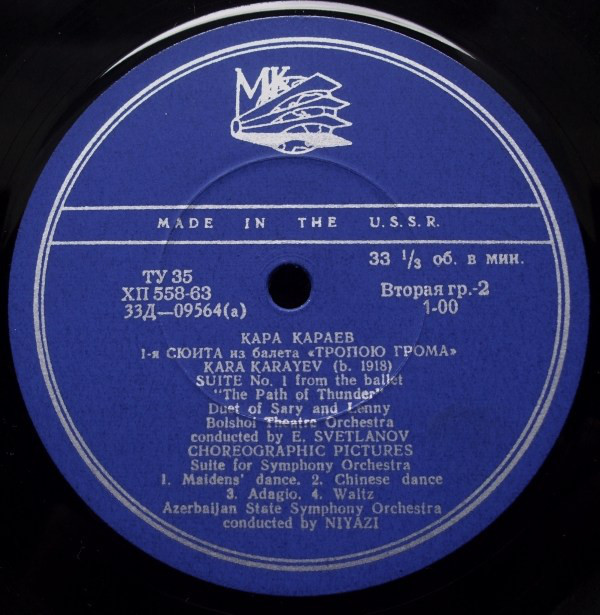 МК
MADE IN THE U.S.S.R.
33 1/3 об. в мин.
ТУ 35
ХП 558-63
33Д—09564(а)
Вторая гр.-2
1-00
КАРА КАРАЕВ
1-я СЮИТА из балета «ТРОПОЮ ГРОМА»
KARA KARAYEV (b. 1918)
SUITE No. 1 from the ballet
"The Path of Thunder"
Duet of Sary and Lenny
Bolshoi Theatre Orchestra
conducted by E. SVETLANOV
CHOREOGRAPHIC PICTURES
Suite for Symphony Orchestra
1. Maidens' dance, 2. Chinese dance
3. Adagio, 4. Waltz
Azerbaijan State Symphony Orchestra
conducted by NIYAZI